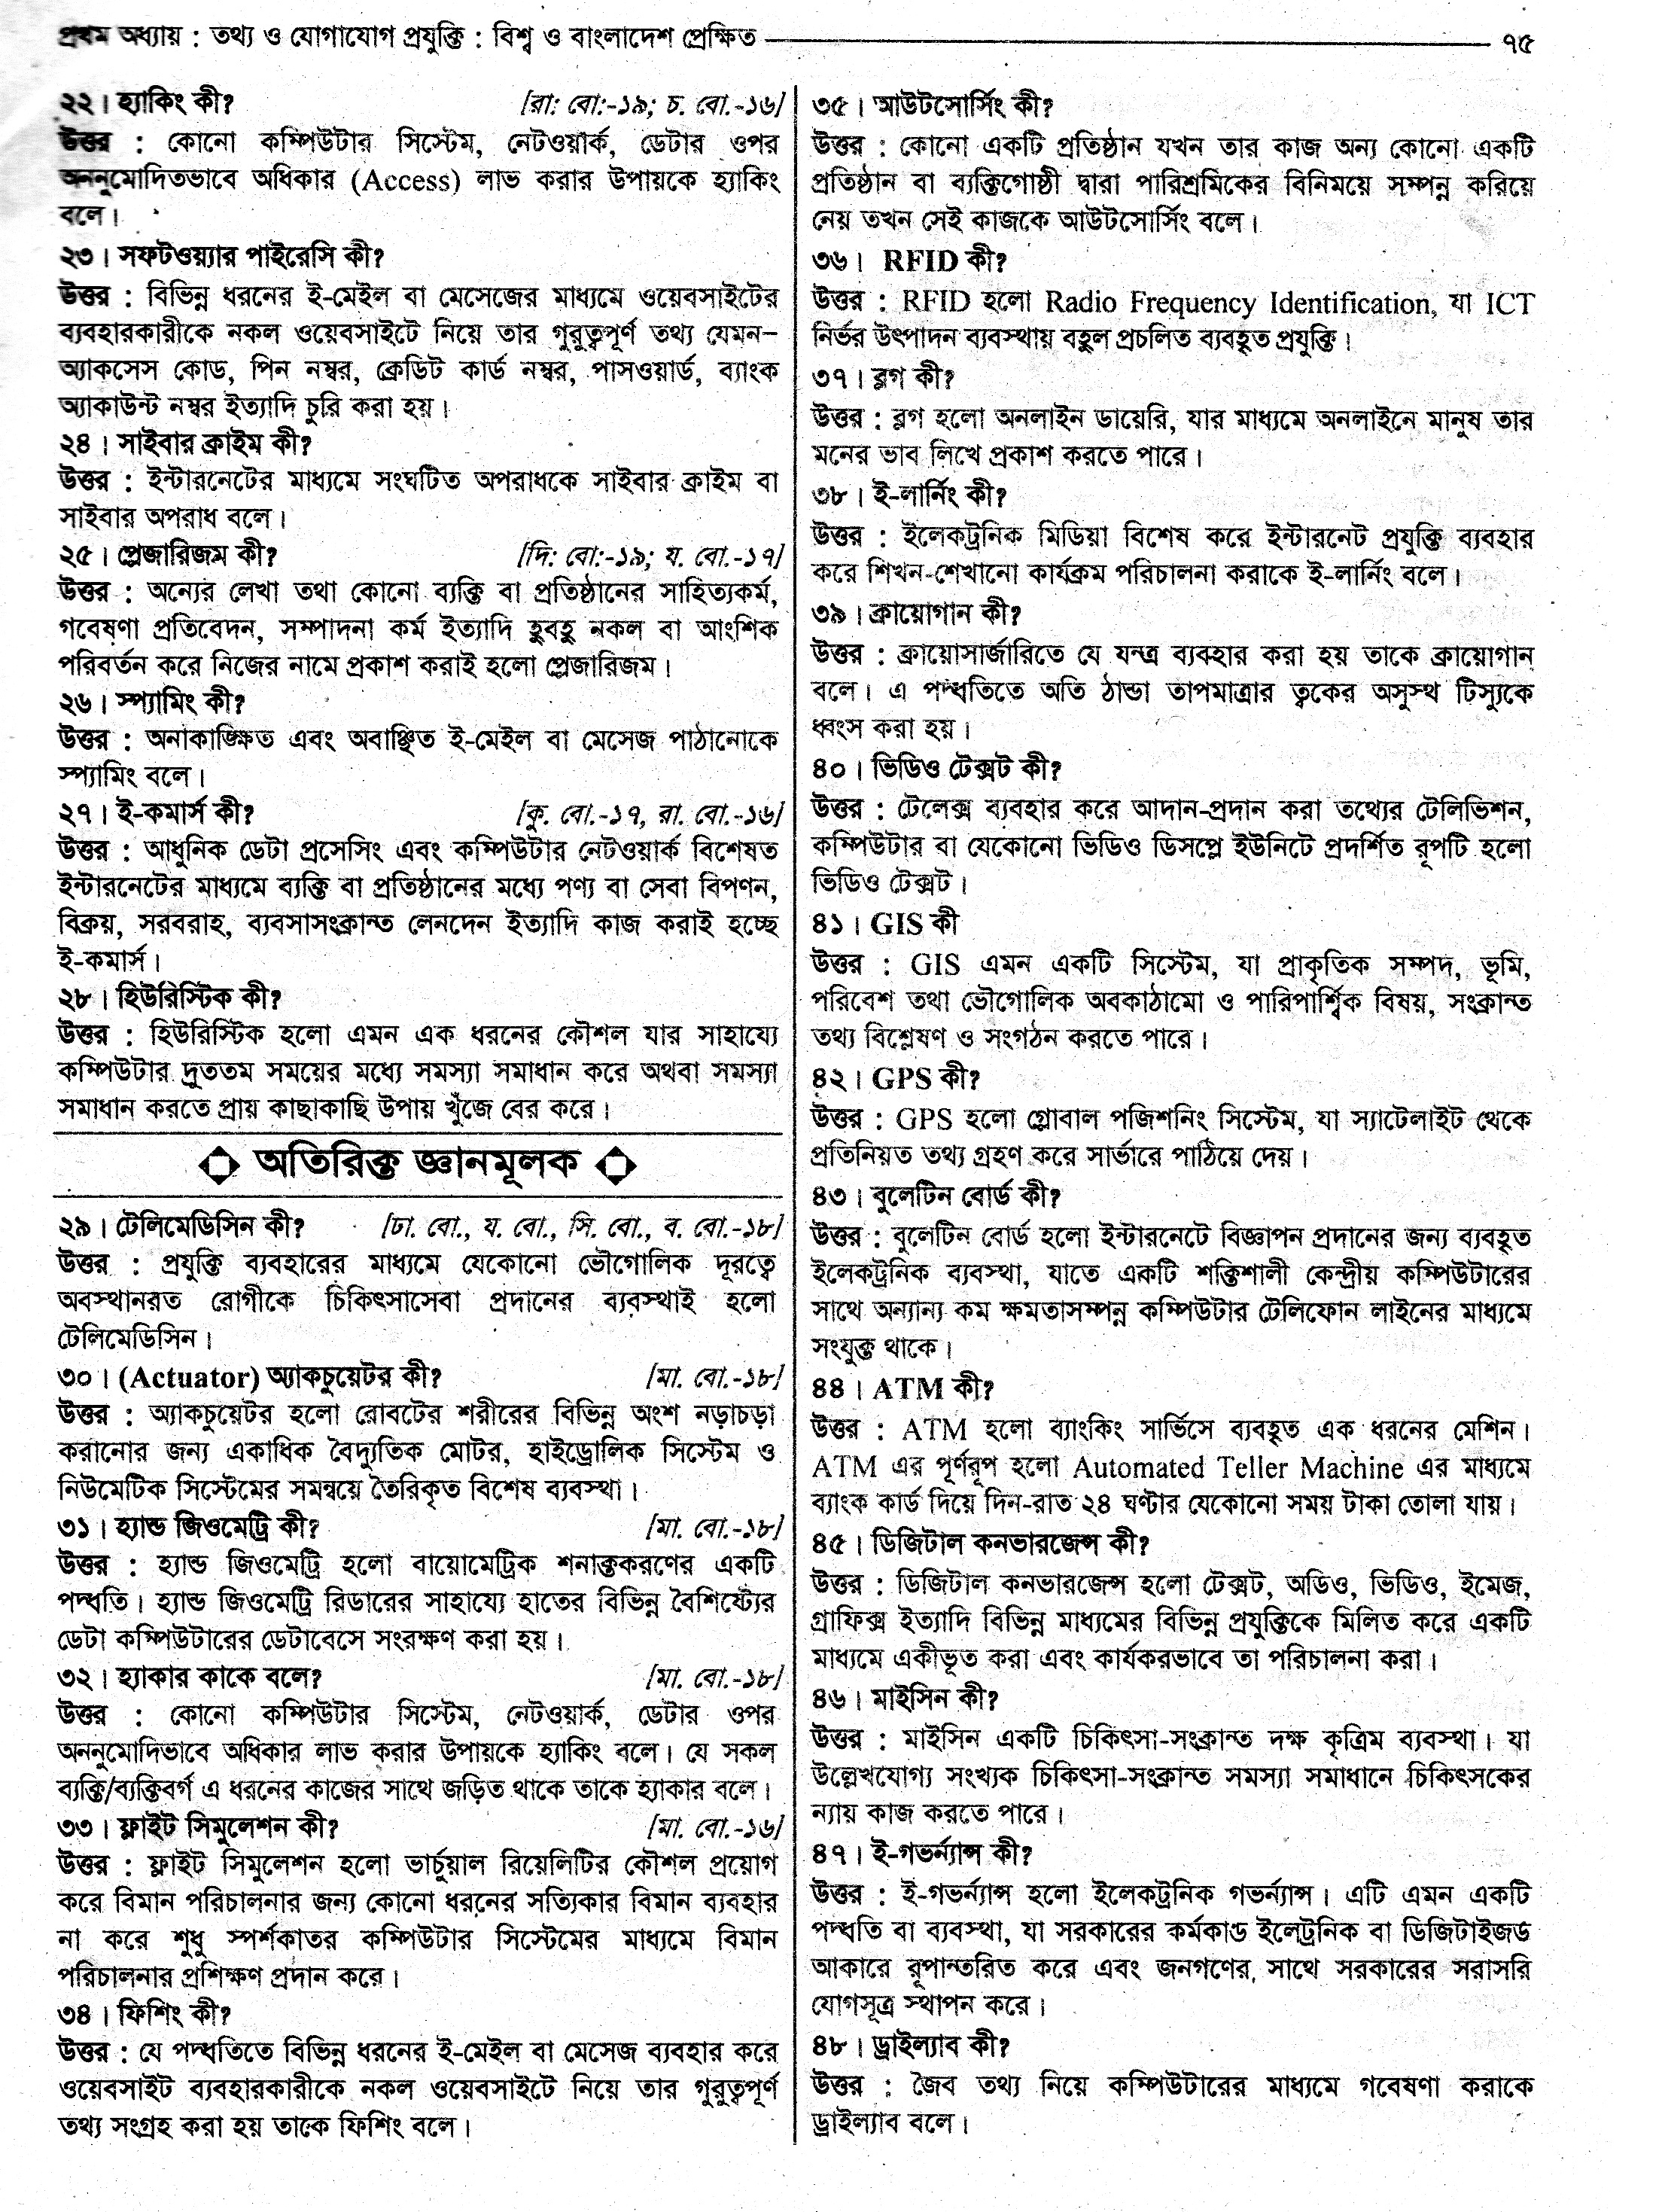 প্রথম অধ্যায় : তথ্য ও যোগাযোগ প্রযুক্তি : বিশ্ব ও বাংলাদেশ প্রেক্ষিত ৭৫
২২। হ্যাকিং কী? [রা: বো:-১৯; চ. বো.-১৬]
উত্তর : কোনো কম্পিউটার সিস্টেম, নেটওয়ার্ক, ডেটার ওপর
অননুমোদিতভাবে অধিকার (Access) লাভ করার উপায়কে হ্যাকিং
বলে।
২৩। সফটওয়্যার পাইরেসি কী?
উত্তর : বিভিন্ন ধরনের ই-মেইল বা মেসেজের মাধ্যমে ওয়েবসাইটের
ব্যবহারকারীকে নকল ওয়েবসাইটে নিয়ে তার গুরুত্বপূর্ণ তথ্য যেমন–
অ্যাকসেস কোড, পিন নম্বর, ক্রেডিট কার্ড নম্বর, পাসওয়ার্ড, ব্যাংক
অ্যাকাউন্ট নম্বর ইত্যাদি চুরি করা হয়।
২৪। সাইবার ক্রাইম কী?
উত্তর : ইন্টারনেটের মাধ্যমে সংঘটিত অপরাধকে সাইবার ক্রাইম বা
সাইবার অপরাধ বলে।
২৫। প্লেজারিজম কী? [দি: বো:-১৯; য. বো.-১৭]
উত্তর : অন্যের লেখা তথা কোনো ব্যক্তি বা প্রতিষ্ঠানের সাহিত্যকর্ম,
গবেষণা প্রতিবেদন, সম্পাদনা কর্ম ইত্যাদি হুবহু নকল বা আংশিক
পরিবর্তন করে নিজের নামে প্রকাশ করাই হলো প্লেজারিজম।
২৬। স্প্যামিং কী?
উত্তর : অনাকাঙ্ক্ষিত এবং অবাঞ্ছিত ই-মেইল বা মেসেজ পাঠানোকে
স্প্যামিং বলে।
২৭। ই-কমার্স কী? [কু. বো.-১৭, রা. বো.-১৬]
উত্তর : আধুনিক ডেটা প্রসেসিং এবং কম্পিউটার নেটওয়ার্ক বিশেষত
ইন্টারনেটের মাধ্যমে ব্যক্তি বা প্রতিষ্ঠানের মধ্যে পণ্য বা সেবা বিপণন,
বিক্রয়, সরবরাহ, ব্যবসাসংক্রান্ত লেনদেন ইত্যাদি কাজ করাই হচ্ছে
ই-কমার্স।
২৮। হিউরিস্টিক কী?
উত্তর : হিউরিস্টিক হলো এমন এক ধরনের কৌশল যার সাহায্যে
কম্পিউটার দ্রুততম সময়ের মধ্যে সমস্যা সমাধান করে অথবা সমস্যা
সমাধান করতে প্রায় কাছাকাছি উপায় খুঁজে বের করে।
অতিরিক্ত জ্ঞানমূলক
২৯। টেলিমেডিসিন কী? [ঢা. বো., য. বো., সি. বো., ব. বো.-১৮]
উত্তর : প্রযুক্তি ব্যবহারের মাধ্যমে যেকোনো ভৌগোলিক দূরত্বে
অবস্থানরত রোগীকে চিকিৎসাসেবা প্রদানের ব্যবস্থাই হলো
টেলিমেডিসিন।
৩০। (Actuator) অ্যাকচুয়েটর কী? [মা. বো.-১৮]
উত্তর : অ্যাকচুয়েটর হলো রোবটের শরীরের বিভিন্ন অংশ নড়াচড়া
করানোর জন্য একাধিক বৈদ্যুতিক মোটর, হাইড্রোলিক সিস্টেম ও
নিউমেটিক সিস্টেমের সমন্বয়ে তৈরিকৃত বিশেষ ব্যবস্থা।
৩১। হ্যান্ড জিওমেট্রি কী? [মা. বো.-১৮]
উত্তর : হ্যান্ড জিওমেট্রি হলো বায়োমেট্রিক শনাক্তকরণের একটি
পদ্ধতি। হ্যান্ড জিওমেট্রি রিডারের সাহায্যে হাতের বিভিন্ন বৈশিষ্ট্যের
ডেটা কম্পিউটারের ডেটাবেসে সংরক্ষণ করা হয়।
৩২। হ্যাকার কাকে বলে? [মা. বো.-১৮]
উত্তর : কোনো কম্পিউটার সিস্টেম, নেটওয়ার্ক, ডেটার ওপর
অননুমোদিভাবে অধিকার লাভ করার উপায়কে হ্যাকিং বলে। যে সকল
ব্যক্তি/ব্যক্তিবর্গ এ ধরনের কাজের সাথে জড়িত থাকে তাকে হ্যাকার বলে।
৩৩। ফ্লাইট সিমুলেশন কী? [মা. বো.-১৬]
উত্তর : ফ্লাইট সিমুলেশন হলো ভার্চুয়াল রিয়েলিটির কৌশল প্রয়োগ
করে বিমান পরিচালনার জন্য কোনো ধরনের সত্যিকার বিমান ব্যবহার
না করে শুধু স্পর্শকাতর কম্পিউটার সিস্টেমের মাধ্যমে বিমান
পরিচালনার প্রশিক্ষণ প্রদান করে।
৩৪। ফিশিং কী?
উত্তর : যে পদ্ধতিতে বিভিন্ন ধরনের ই-মেইল বা মেসেজ ব্যবহার করে
ওয়েবসাইট ব্যবহারকারীকে নকল ওয়েবসাইটে নিয়ে তার গুরুত্বপূর্ণ
তথ্য সংগ্রহ করা হয় তাকে ফিশিং বলে।
৩৫। আউটসোর্সিং কী?
উত্তর : কোনো একটি প্রতিষ্ঠান যখন তার কাজ অন্য কোনো একটি
প্রতিষ্ঠান বা ব্যক্তিগোষ্ঠী দ্বারা পারিশ্রমিকের বিনিময়ে সম্পন্ন করিয়ে
নেয় তখন সেই কাজকে আউটসোর্সিং বলে।
৩৬। RFID কী?
উত্তর : RFID হলো Radio Frequency Identification, যা ICT
নির্ভর উৎপাদন ব্যবস্থায় বহুল প্রচলিত ব্যবহৃত প্রযুক্তি।
৩৭। ব্লগ কী?
উত্তর : ব্লগ হলো অনলাইন ডায়েরি, যার মাধ্যমে অনলাইনে মানুষ তার
মনের ভাব লিখে প্রকাশ করতে পারে।
৩৮। ই-লার্নিং কী?
উত্তর : ইলেকট্রনিক মিডিয়া বিশেষ করে ইন্টারনেট প্রযুক্তি ব্যবহার
করে শিখন-শেখানো কার্যক্রম পরিচালনা করাকে ই-লার্নিং বলে।
৩৯। ক্রায়োগান কী?
উত্তর : ক্রায়োসার্জারিতে যে যন্ত্র ব্যবহার করা হয় তাকে ক্রায়োগান
বলে। এ পদ্ধতিতে অতি ঠান্ডা তাপমাত্রার ত্বকের অসুস্থ টিস্যুকে
ধ্বংস করা হয়।
৪০। ভিডিও টেক্সট কী?
উত্তর : টেলেক্স ব্যবহার করে আদান-প্রদান করা তথ্যের টেলিভিশন,
কম্পিউটার বা যেকোনো ভিডিও ডিসপ্লে ইউনিটে প্রদর্শিত রূপটি হলো
ভিডিও টেক্সট।
৪১। GIS কী
উত্তর : GIS এমন একটি সিস্টেম, যা প্রাকৃতিক সম্পদ, ভূমি,
পরিবেশ তথা ভৌগোলিক অবকাঠামো ও পারিপার্শ্বিক বিষয়, সংক্রান্ত
তথ্য বিশ্লেষণ ও সংগঠন করতে পারে।
৪২। GPS কী?
উত্তর : GPS হলো গ্লোবাল পজিশনিং সিস্টেম, যা স্যাটেলাইট থেকে
প্রতিনিয়ত তথ্য গ্রহণ করে সার্ভারে পাঠিয়ে দেয়।
৪৩। বুলেটিন বোর্ড কী?
উত্তর : বুলেটিন বোর্ড হলো ইন্টারনেটে বিজ্ঞাপন প্রদানের জন্য ব্যবহৃত
ইলেকট্রনিক ব্যবস্থা, যাতে একটি শক্তিশালী কেন্দ্রীয় কম্পিউটারের
সাথে অন্যান্য কম ক্ষমতাসম্পন্ন কম্পিউটার টেলিফোন লাইনের মাধ্যমে
সংযুক্ত থাকে।
৪৪। ATM কী?
উত্তর : ATM হলো ব্যাংকিং সার্ভিসে ব্যবহৃত এক ধরনের মেশিন।
ATM এর পূর্ণরূপ হলো Automated Teller Machine এর মাধ্যমে
ব্যাংক কার্ড দিয়ে দিন-রাত ২৪ ঘণ্টার যেকোনো সময় টাকা তোলা যায়।
৪৫। ডিজিটাল কনভারজেন্স কী?
উত্তর : ডিজিটাল কনভারজেন্স হলো টেক্সট, অডিও, ভিডিও, ইমেজ,
গ্রাফিক্স ইত্যাদি বিভিন্ন মাধ্যমের বিভিন্ন প্রযুক্তিকে মিলিত করে একটি
মাধ্যমে একীভূত করা এবং কার্যকরভাবে তা পরিচালনা করা।
৪৬। মাইসিন কী?
উত্তর : মাইসিন একটি চিকিৎসা-সংক্রান্ত দক্ষ কৃত্রিম ব্যবস্থা। যা
উল্লেখযোগ্য সংখ্যক চিকিৎসা-সংক্রান্ত সমস্যা সমাধানে চিকিৎসকের
ন্যায় কাজ করতে পারে।
৪৭। ই-গভর্ন্যান্স কী?
উত্তর : ই-গভর্ন্যান্স হলো ইলেকট্রনিক গভর্ন্যান্স। এটি এমন একটি
পদ্ধতি বা ব্যবস্থা, যা সরকারের কর্মকান্ড ইলেট্রনিক বা ডিজিটাইজড
আকারে রূপান্তরিত করে এবং জনগণের, সাথে সরকারের সরাসরি
যোগসূত্র স্থাপন করে।
৪৮। ড্রাইল্যাব কী?
উত্তর : জৈব তথ্য নিয়ে কম্পিউটারের মাধ্যমে গবেষণা করাকে
ড্রাইল্যাব বলে।